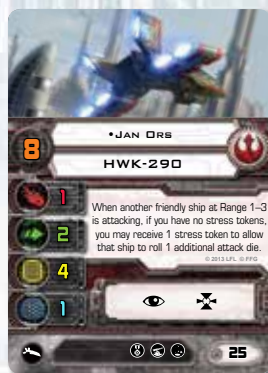 •JAN ORS
8
HWK-290
1
2
4
1
When another friendly ship at Range 1–3
is attacking, if you have no stress tokens,
you may receive 1 stress token to allow
that ship to roll 1 additional attack die.
© 2013 LFL © FFG
25